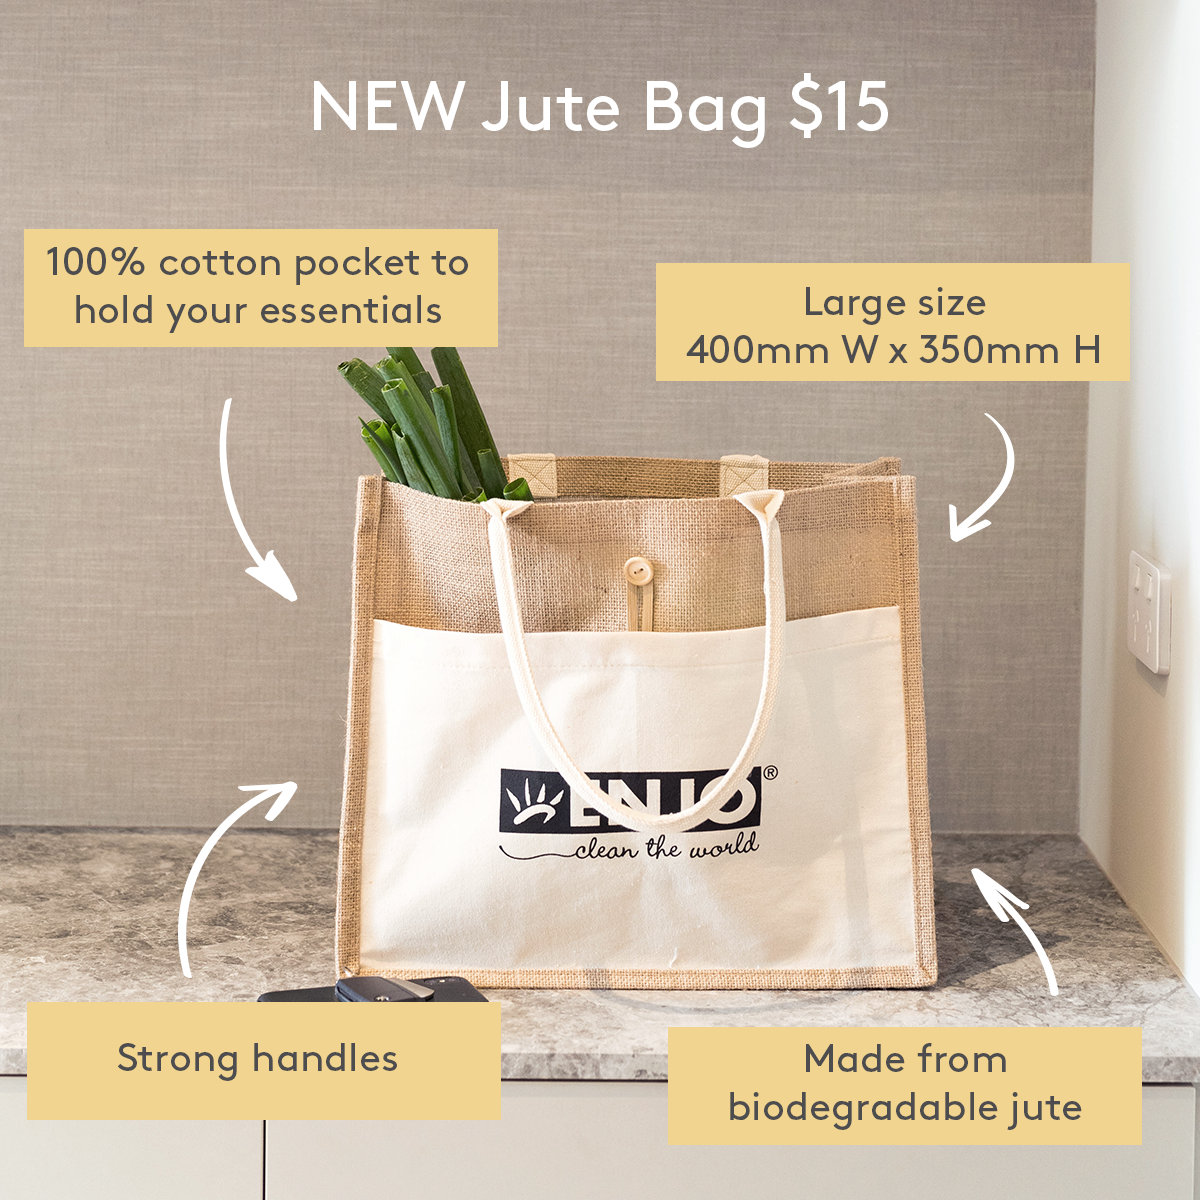 NEW Jute Bag $15
100% cotton pocket to
hold your essentials
Large size
400mm W x 350mm H
ENJO®
clean the world
Strong handles
Made from
biodegradable jute